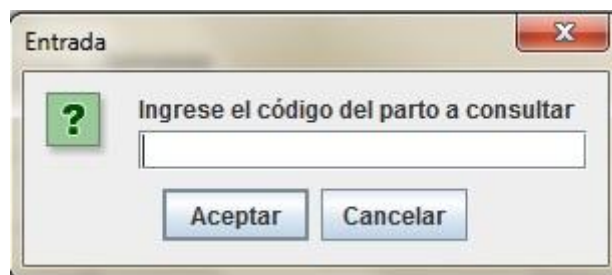 Entrada
Ingrese el código del parto a consultar
Aceptar
Cancelar